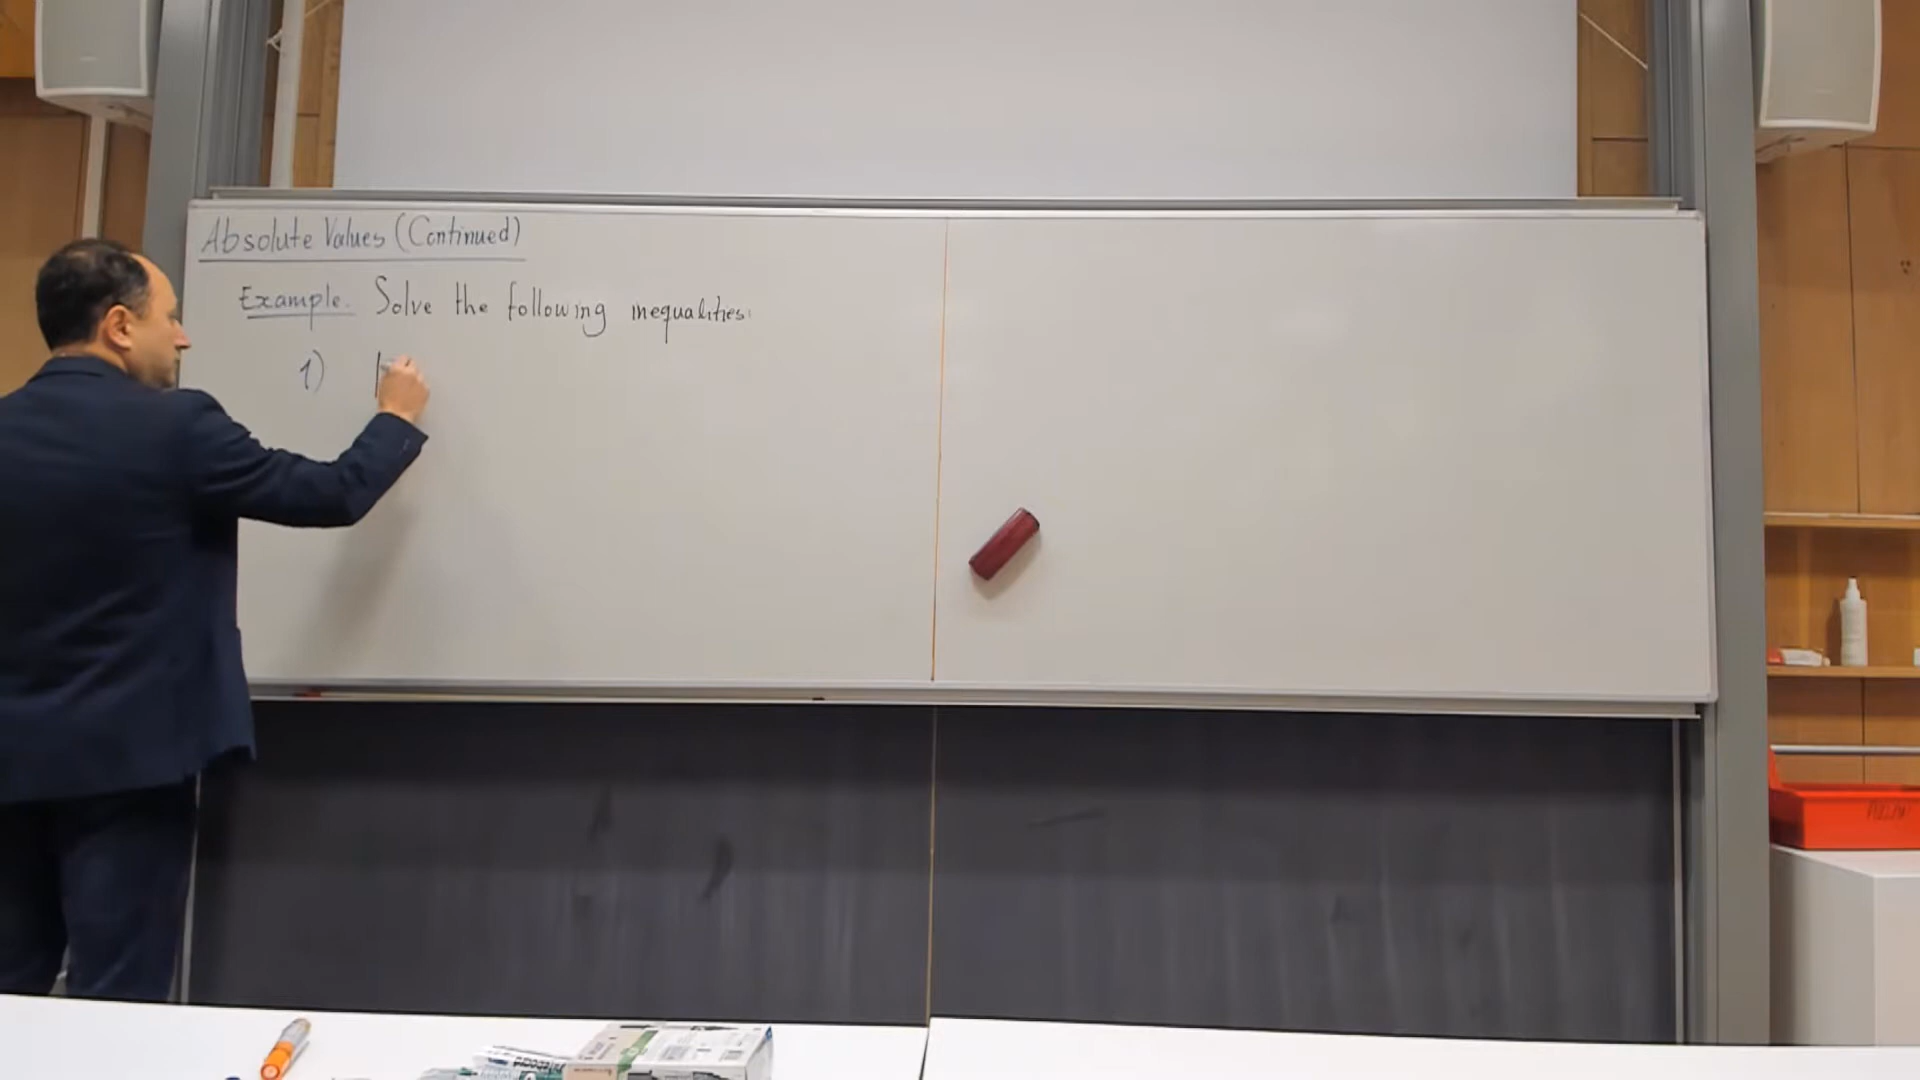 Absolute Values (Continued)
Example. Solve the following inequalities:
1) |